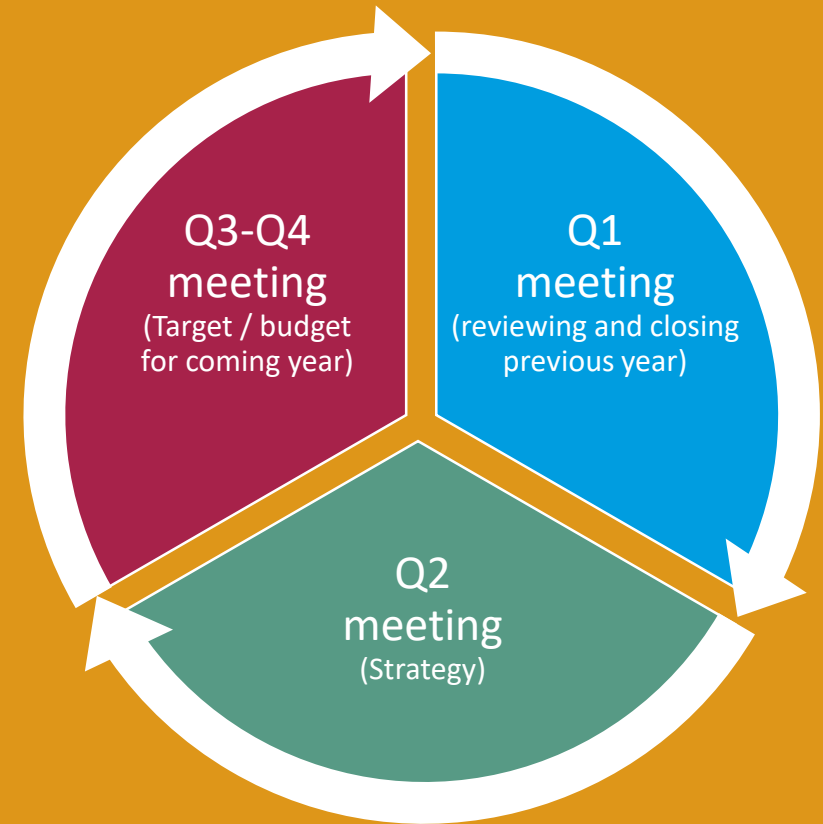 Q3-Q4
meeting
(Target / budget
for coming year)
Q1
meeting
(reviewing and closing
previous year)
Q2
meeting
(Strategy)